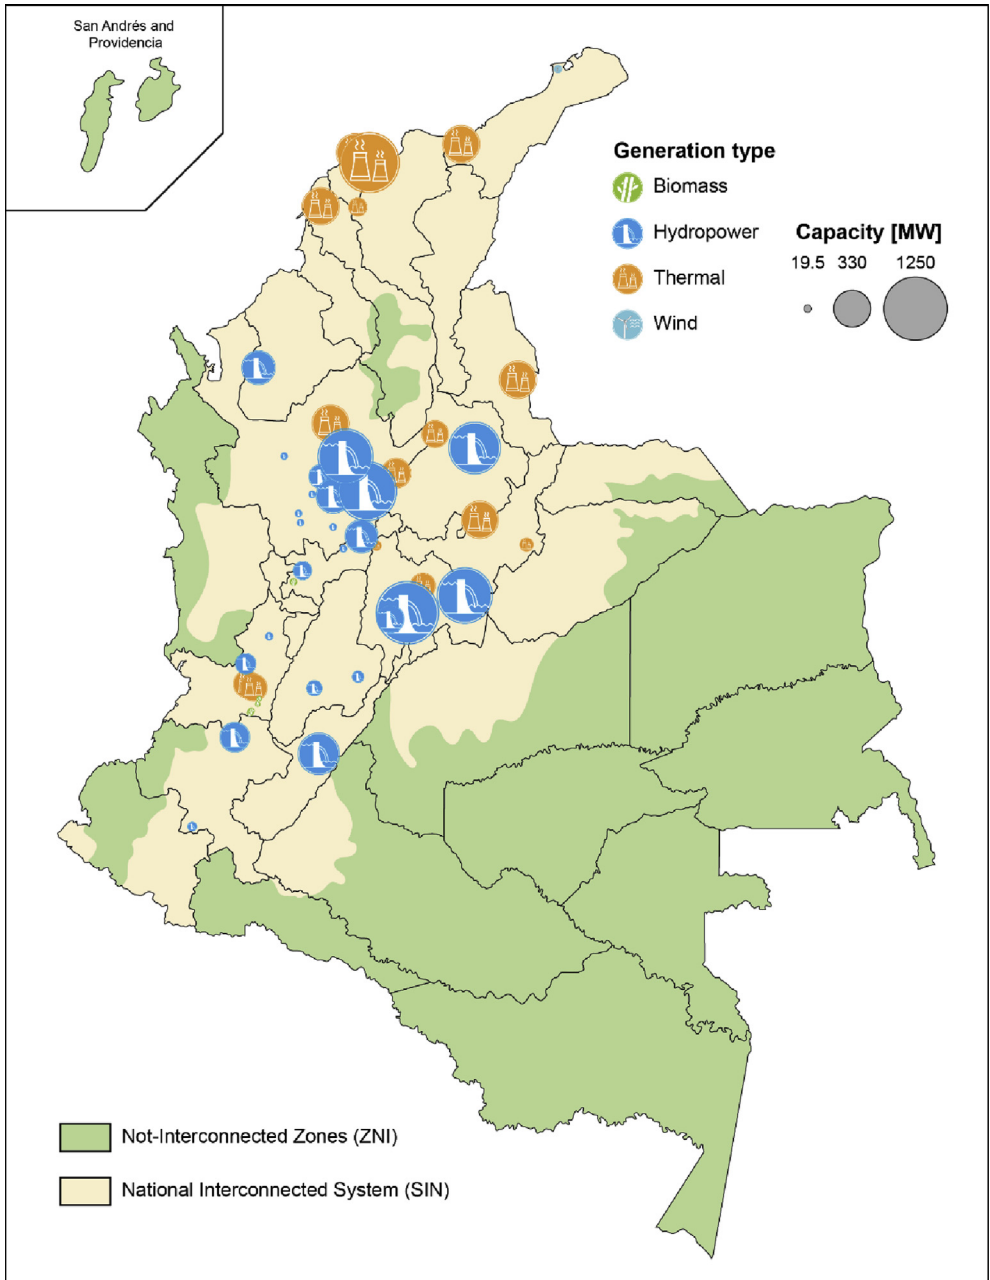 San Andrés and
Providencia
Generation type
Biomass
Hydropower
Thermal
Wind
Capacity [MW]
19.5 330 1250
Not-Interconnected Zones (ZNI)
National Interconnected System (SIN)